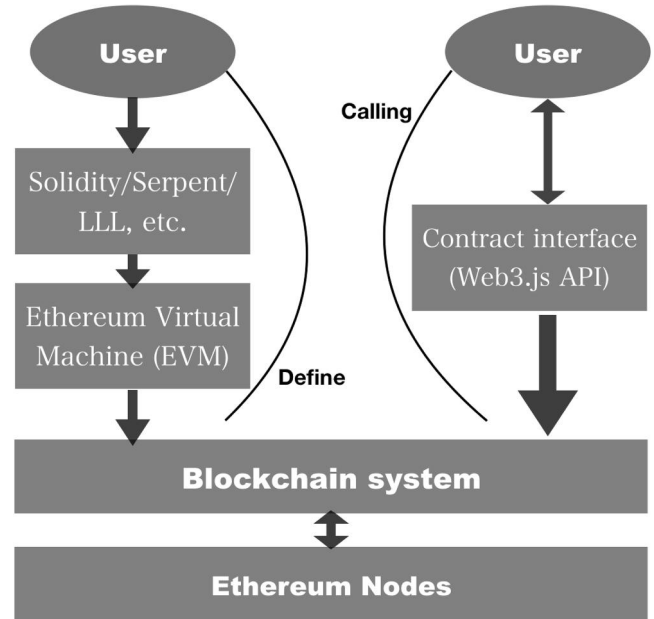 User
User
Calling
Solidity/Serpent/
LLL, etc.
Contract interface
(Web3.js API)
Ethereum Virtual
Machine (EVM)
Define
Blockchain system
Ethereum Nodes